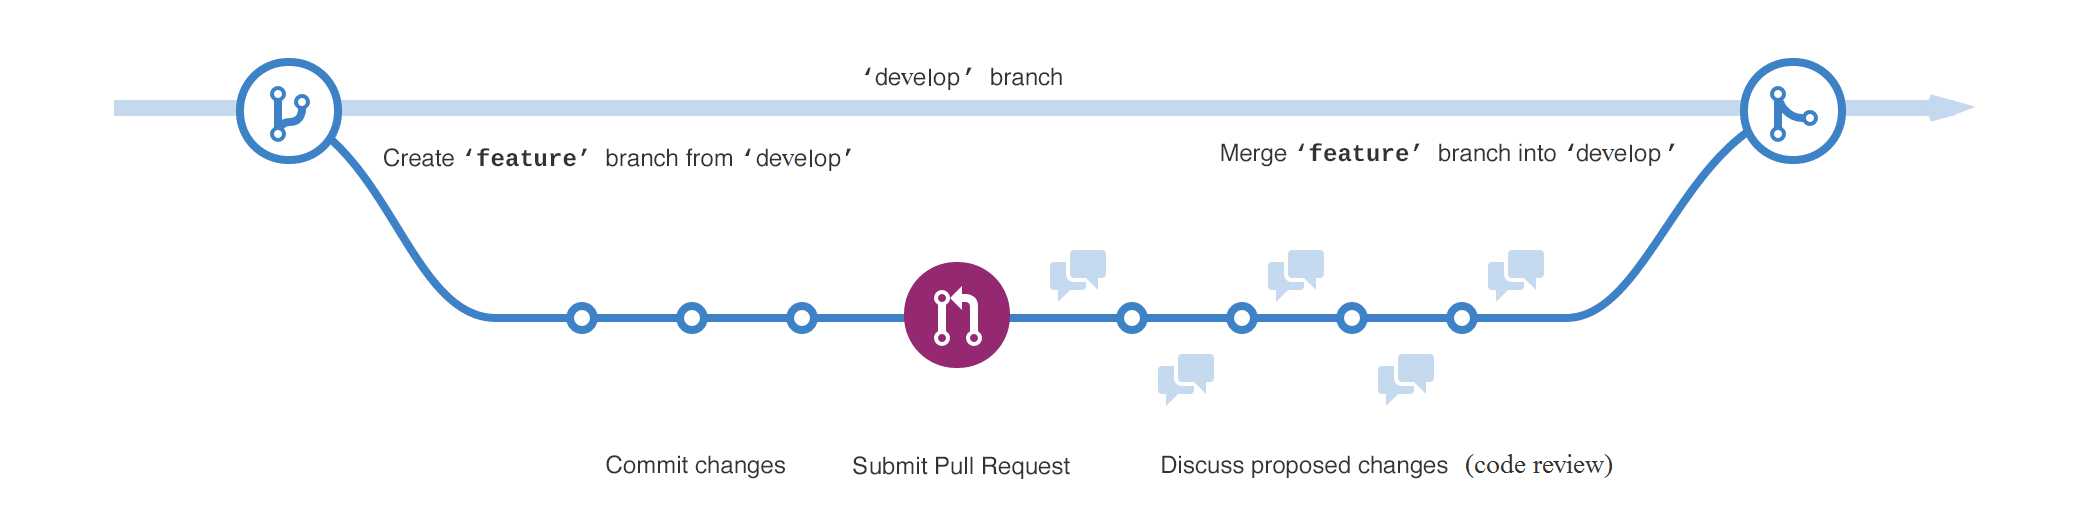 ‘develop’ branch
Create ‘feature’ branch from ‘develop’
Merge ‘feature’ branch into ‘develop’
Commit changes
Submit Pull Request
Discuss proposed changes (code review)